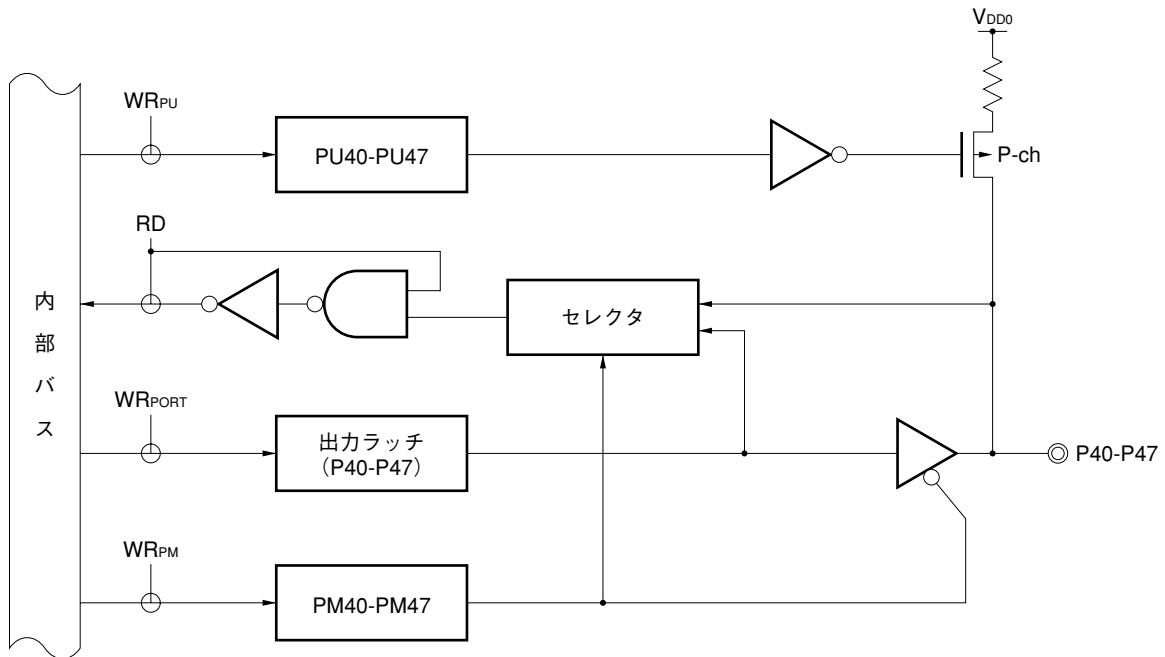 VDD0
WRPU
PU40-PU47
P-ch
RD
内部バス
セレクタ
WRPORT
出力ラッチ
（P40-P47）
P40-P47
WRPM
PM40-PM47